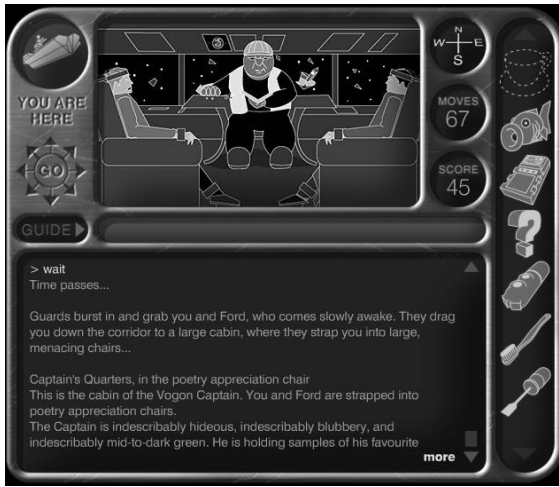 N
W E
S
YOU ARE
HERE
GO
MOVES
67
SCORE
45
GUIDE
> wait
Time passes...
Guards burst in and grab you and Ford, who comes slowly awake. They drag
you down the corridor to a large cabin, where they strap you into large,
menacing chairs...
Captain's Quarters, in the poetry appreciation chair
This is the cabin of the Vogon Captain. You and Ford are strapped into
poetry appreciation chairs.
The Captain is indescribably hideous, indescribably blubbery, and
indescribably mid-to-dark green. He is holding samples of his favourite
more